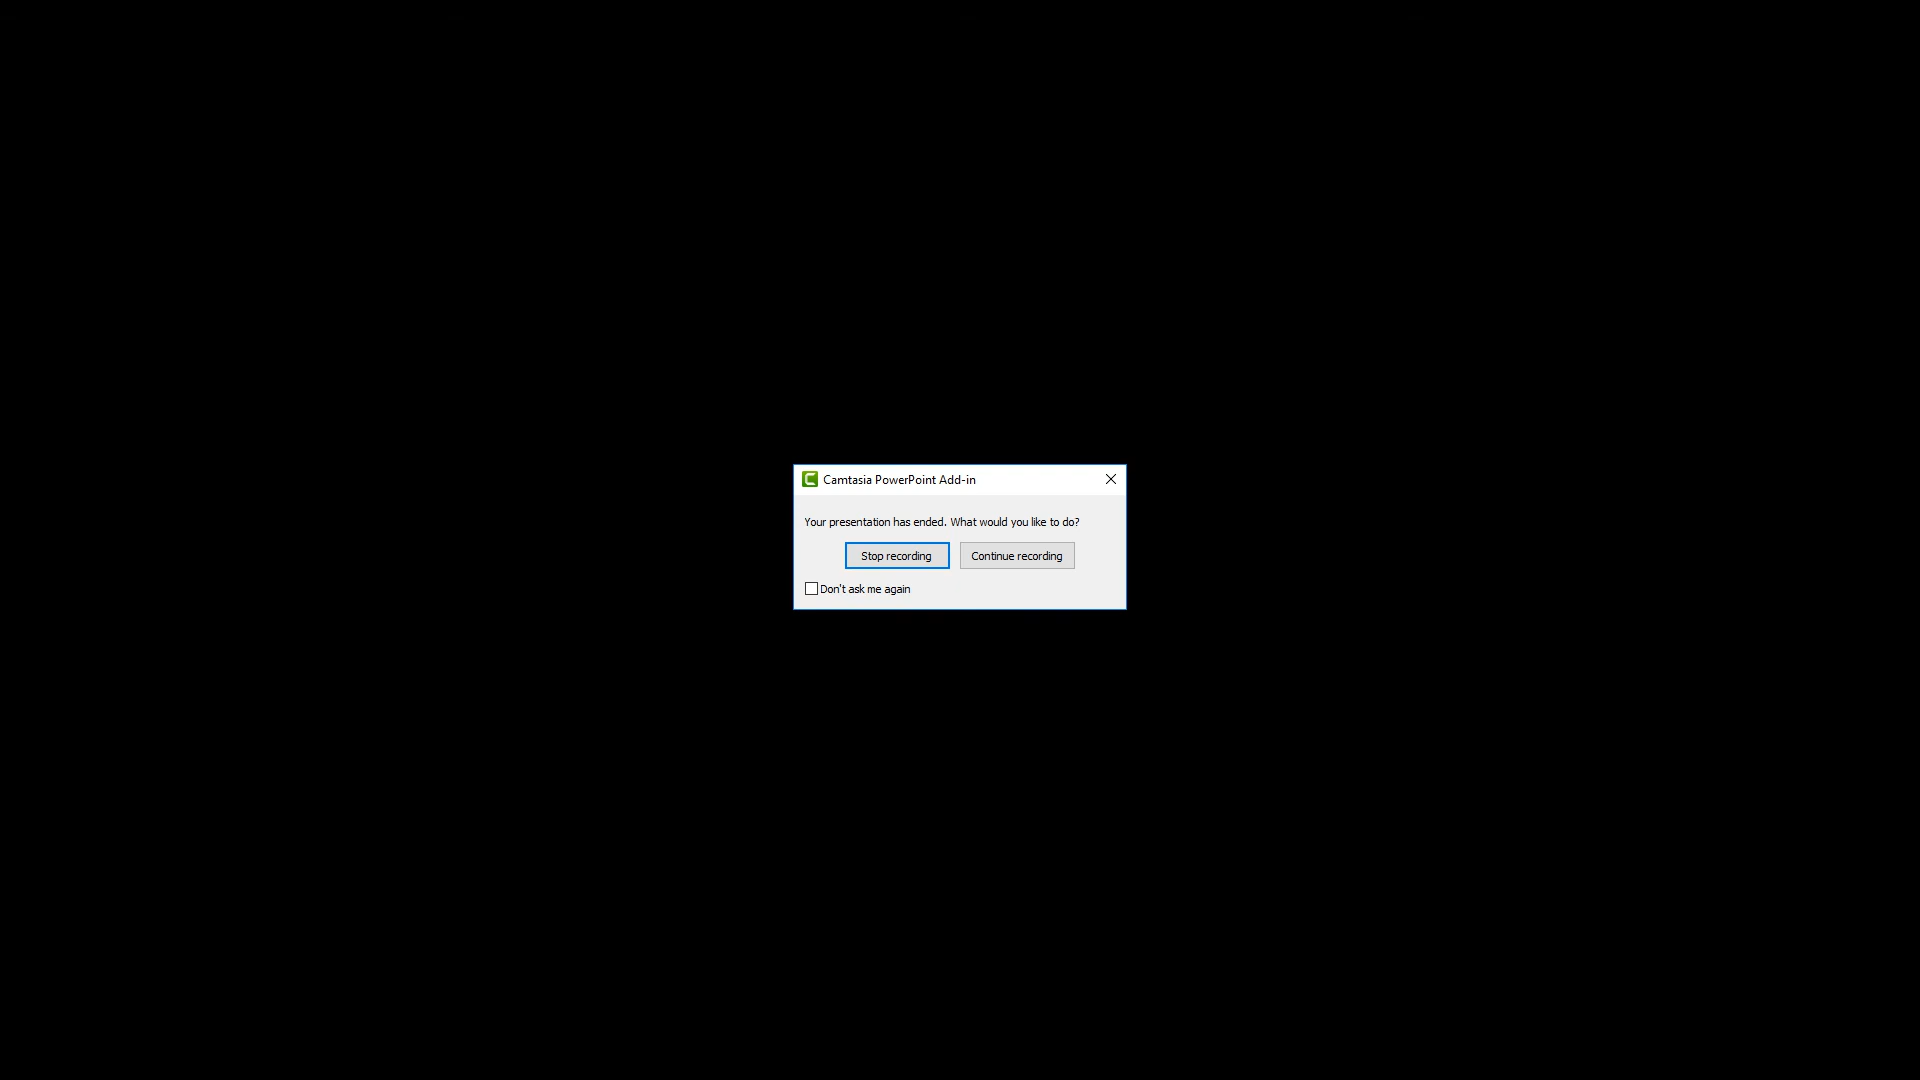 Camtasia PowerPoint Add-in
Your presentation has ended. What would you like to do?
Stop recording
Continue recording
Don't ask me again